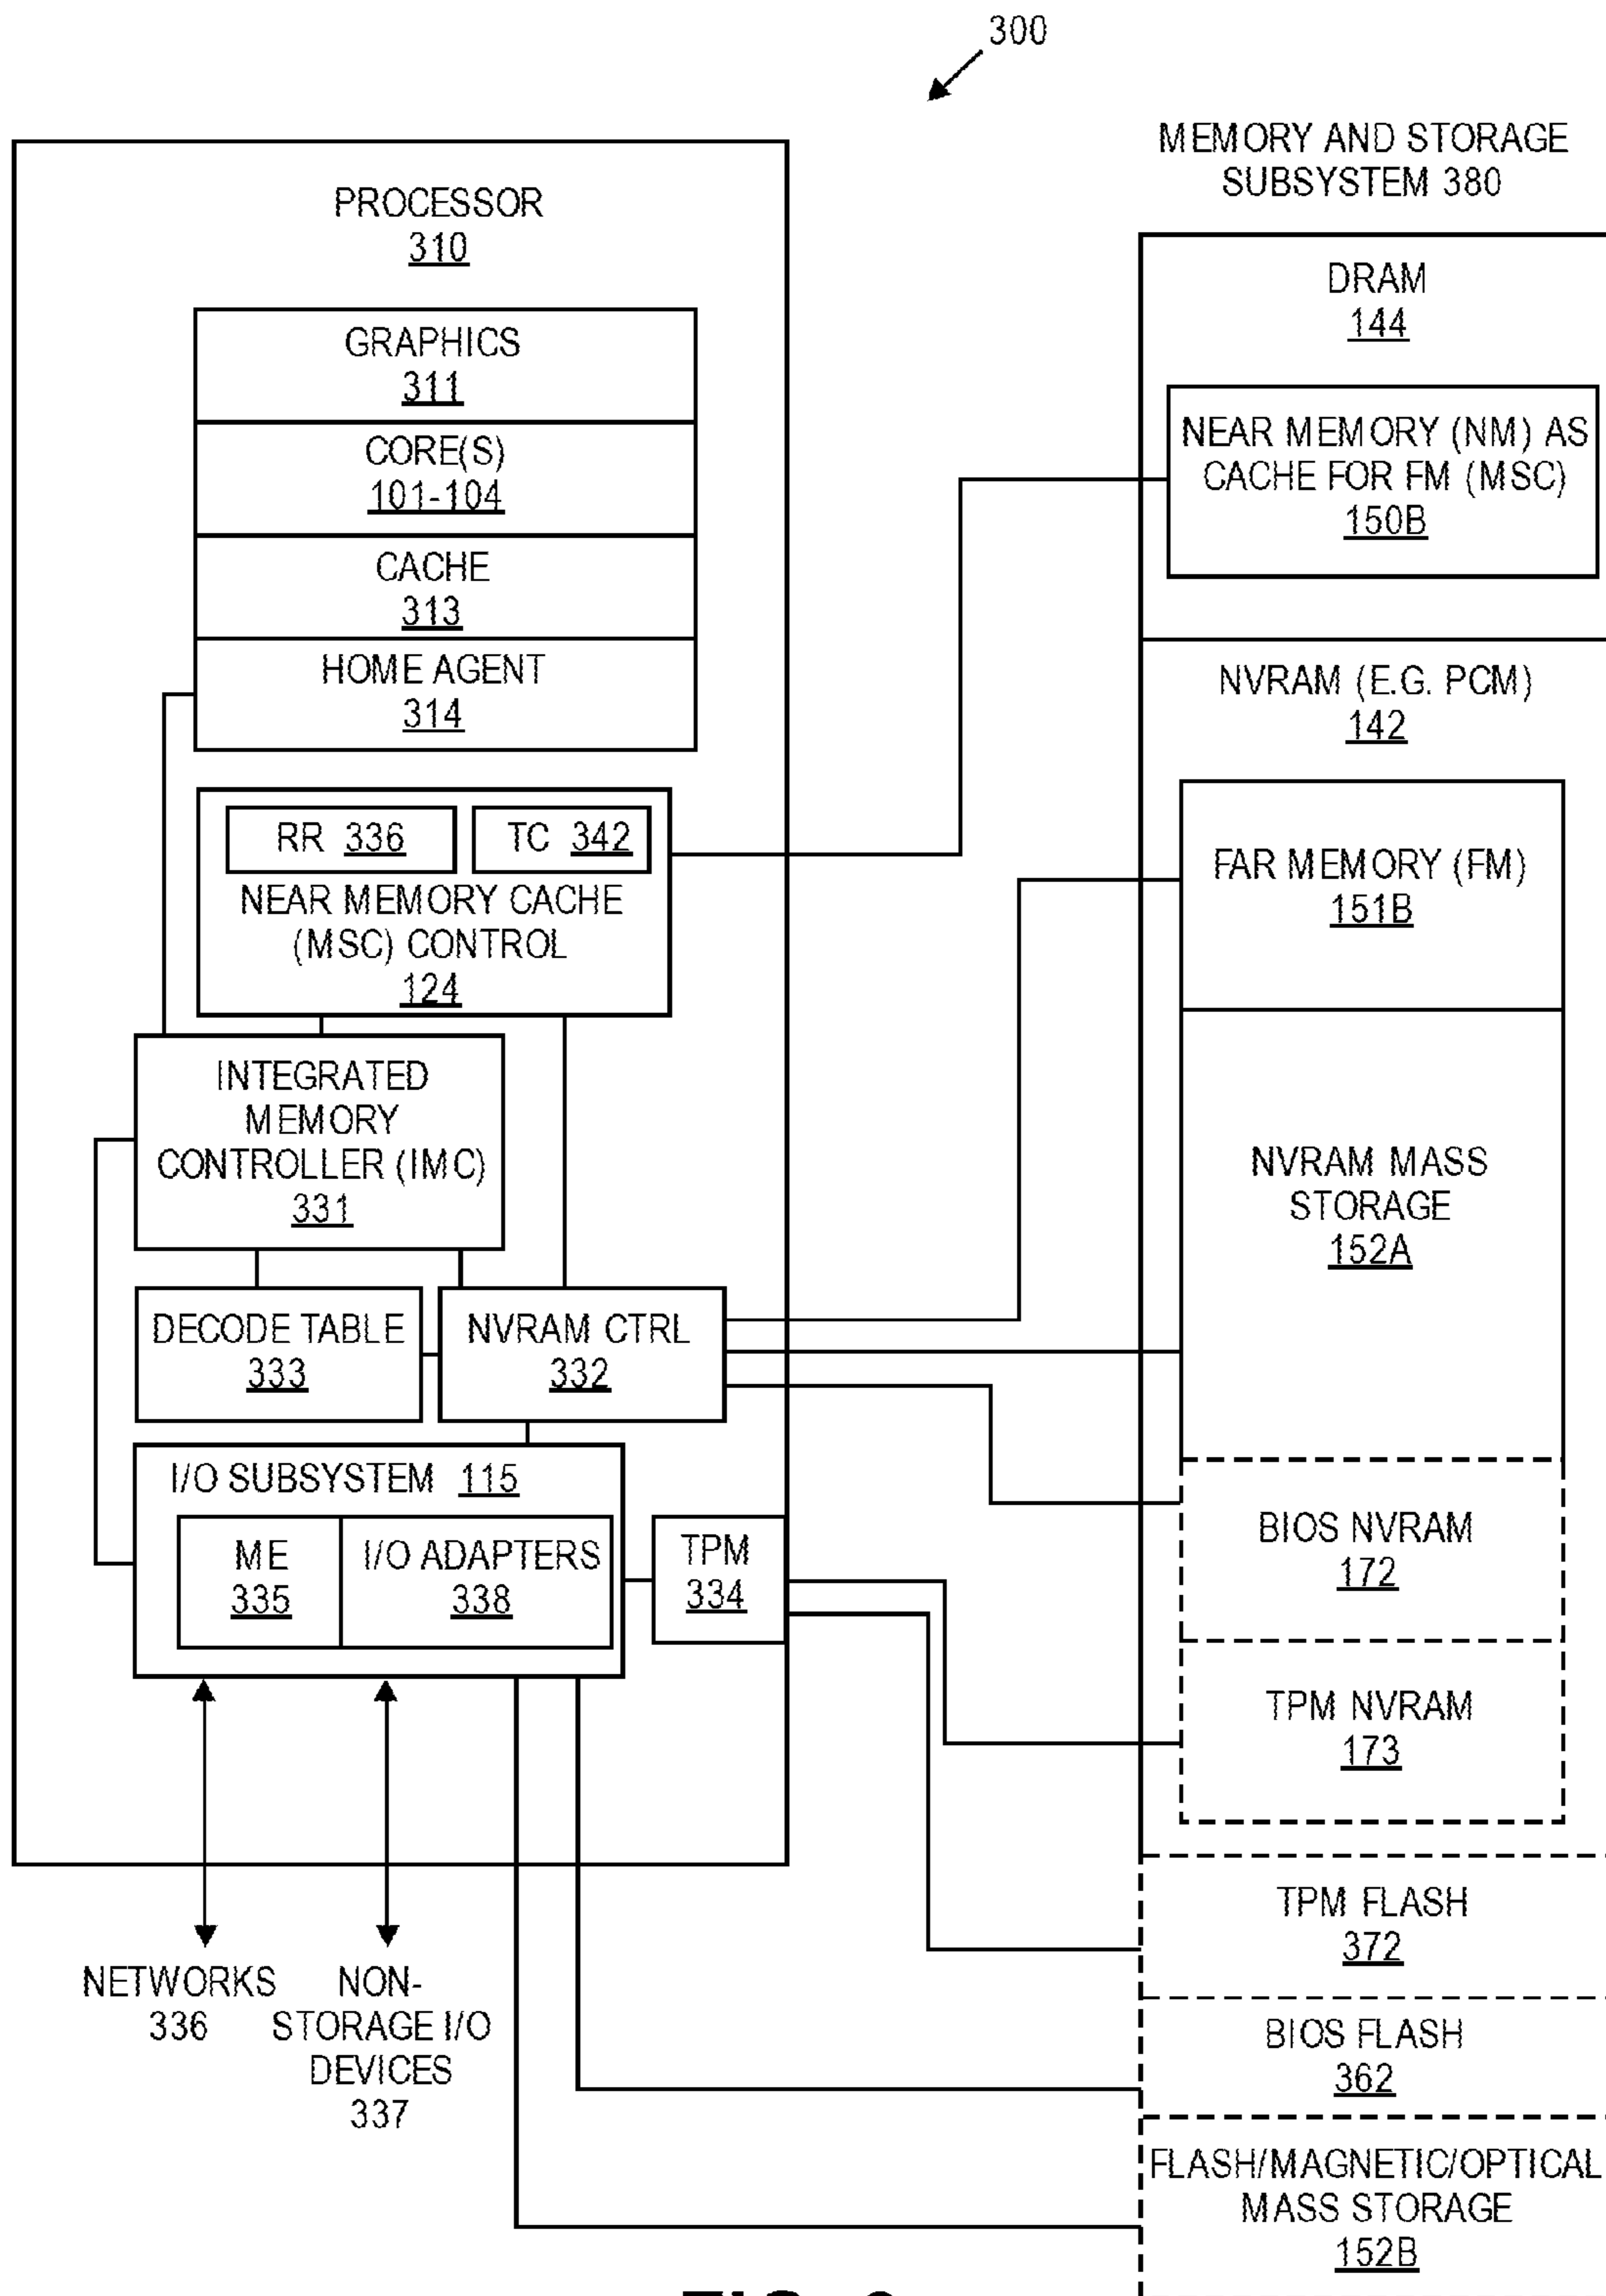 300
MEMORY AND STORAGE
SUBSYSTEM 380
PROCESSOR
310
GRAPHICS
311
CORE(S)
101-104
CACHE
313
HOME AGENT
314
RR 336
TC 342
NEAR MEMORY CACHE
(MSC) CONTROL
124
INTEGRATED
MEMORY
CONTROLLER (IMC)
331
DECODE TABLE
333
NVRAM CTRL
332
I/O SUBSYSTEM 115
ME
335
I/O ADAPTERS
338
TPM
334
NETWORKS
336
NON-
STORAGE I/O
DEVICES
337
DRAM
144
NEAR MEMORY (NM) AS
CACHE FOR FM (MSC)
150B
NVRAM (E.G. PCM)
142
FAR MEMORY (FM)
151B
NVRAM MASS
STORAGE
152A
BIOS NVRAM
172
TPM NVRAM
173
TPM FLASH
372
BIOS FLASH
362
FLASH/MAGNETIC/OPTICAL
MASS STORAGE
152B